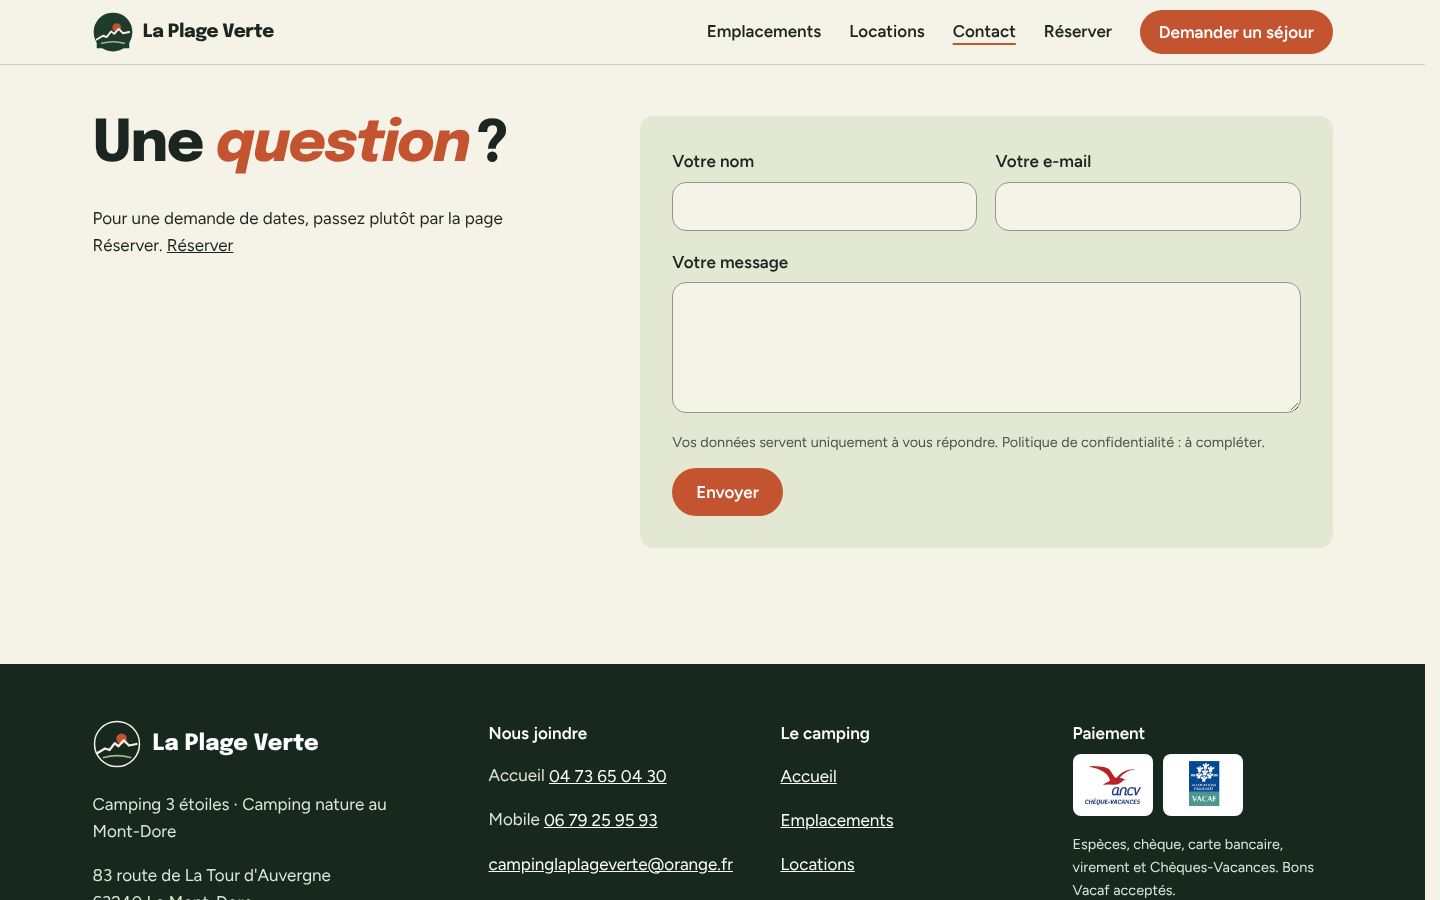 La Plage Verte
Emplacements
Locations
Contact
Réserver
Demander un séjour
Une question ?
Pour une demande de dates, passez plutôt par la page
Réserver. Réserver
Votre nom
Votre e-mail
Votre message
Vos données servent uniquement à vous répondre. Politique de confidentialité : à compléter.
Envoyer
La Plage Verte
Camping 3 étoiles · Camping nature au
Mont-Dore
83 route de La Tour d'Auvergne
63240 Le Mont-Dore
Nous joindre
Accueil 04 73 65 04 30
Mobile 06 79 25 95 93
campinglaplageverte@orange.fr
Le camping
Accueil
Emplacements
Locations
Paiement
ancv
CHÈQUE-VACANCES
VACAF
Espèces, chèque, carte bancaire,
virement et Chèques-Vacances. Bons
Vacaf acceptés.